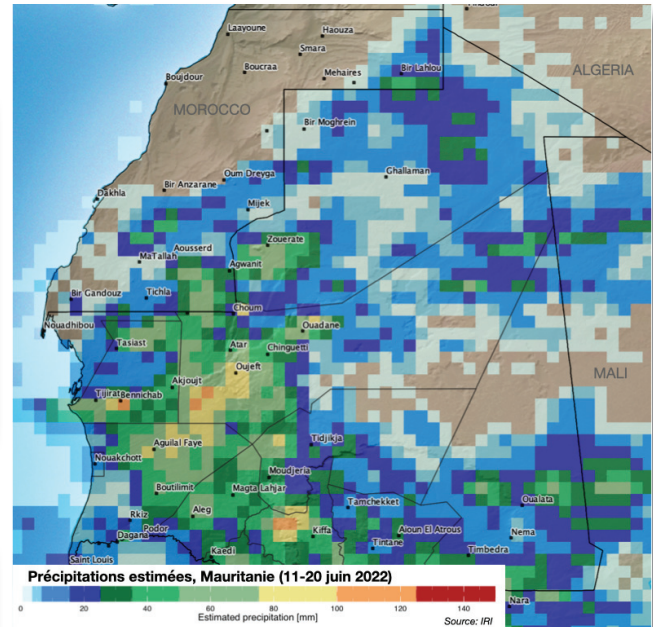 Laayoune
Haouza
Smara
ALGERIA
Boucraa
Mehaires
Bir Lahlou
Boujdour
MOROCCO
Bir Moghrein
Oum Dreyga
Ghallaman
Bir Anzarane
Dakhla
Mijek
Zouerate
Aousserd
MaTallah
Agwanit
Bir Gandouz
Tichla
Choum
Nouadhibou
Ouadane
Tasiast
Atar
Chinguetti
Oujeft
MALI
Akjoujt
Tijirat
Bennichab
Aguilal Faye
Tidjikja
Nouakchott
Moudjeria
Boutilimit
Magta Lahjar
Tamchekket
Oualata
Rkiz
Aleg
Podor
Dagana
Kiffa
Aioun El Atrous
Nema
Tintane
Kaedi
Timbedra
Saint Louis
Précipitations estimées, Mauritanie (11-20 juin 2022)
0 20 40 60 80 100 120 140
Estimated precipitation [mm]
Source: IRI
Nara